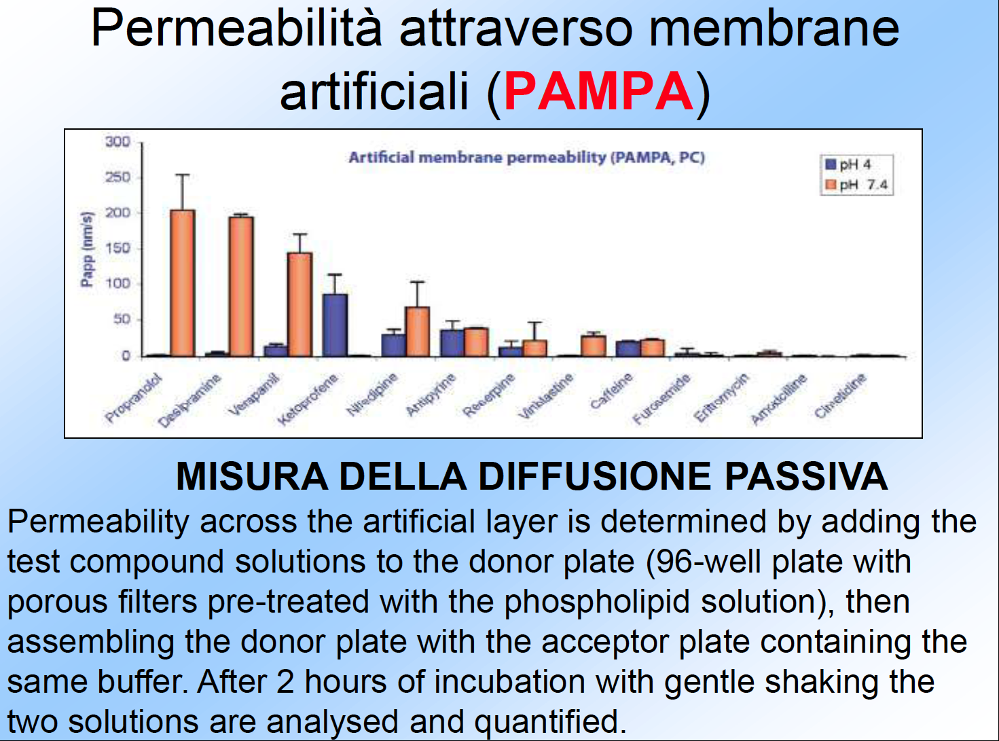 Permeabilità attraverso membrane
artificiali (PAMPA)
Artificial membrane permeability (PAMPA, PC)
pH 4
pH 7.4
Papp (nm/s)
300
250
200
150
100
50
0
Propranolol
Desipramine
Verapamil
Ketoprofene
Nifedipine
Antipyrine
Reserpine
Vinblastine
Caffeine
Furosemide
Eritromycin
Amoxicilline
Cimetidine
MISURA DELLA DIFFUSIONE PASSIVA
Permeability across the artificial layer is determined by adding the
test compound solutions to the donor plate (96-well plate with
porous filters pre-treated with the phospholipid solution), then
assembling the donor plate with the acceptor plate containing the
same buffer. After 2 hours of incubation with gentle shaking the
two solutions are analysed and quantified.